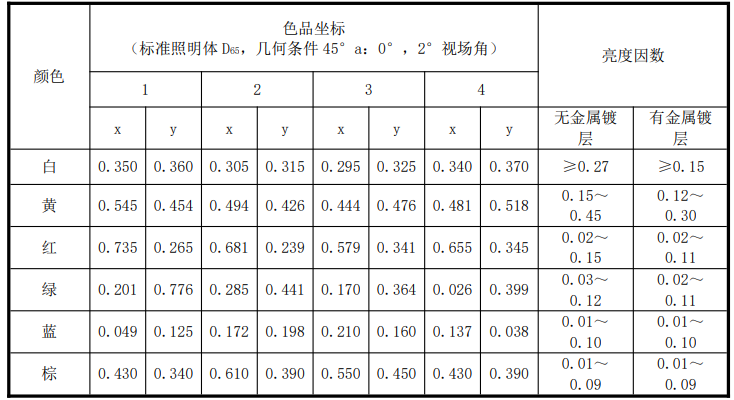 颜色
色品坐标
（标准照明体 D65，几何条件 45°a：0°，2°视场角）
亮度因数
1 2 3 4
x y x y x y x y 无金属镀层 有金属镀层
白 0.350 0.360 0.305 0.315 0.295 0.325 0.340 0.370 ≥0.27 ≥0.15
黄 0.545 0.454 0.494 0.426 0.444 0.476 0.481 0.518 0.15～0.45 0.12～0.30
红 0.735 0.265 0.681 0.239 0.579 0.341 0.655 0.345 0.02～0.15 0.02～0.11
绿 0.201 0.776 0.285 0.441 0.170 0.364 0.026 0.399 0.03～0.12 0.02～0.11
蓝 0.049 0.125 0.172 0.198 0.210 0.160 0.137 0.038 0.01～0.10 0.01～0.10
棕 0.430 0.340 0.610 0.390 0.550 0.450 0.430 0.390 0.01～0.09 0.01～0.09